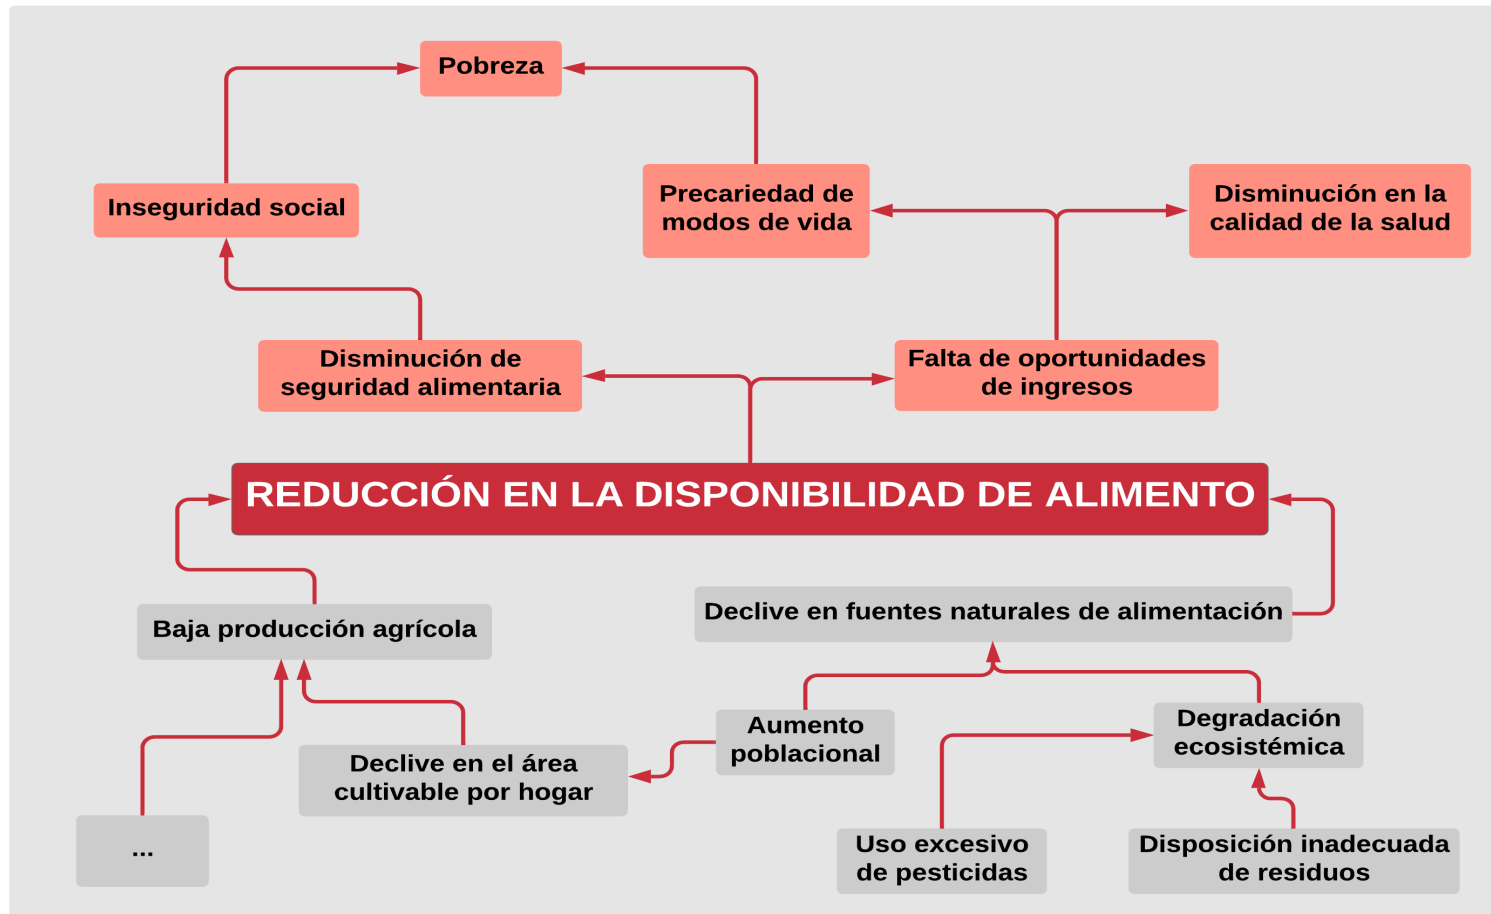 Pobreza
Inseguridad social
Precariedad de
modos de vida
Disminución en la
calidad de la salud
Disminución de
seguridad alimentaria
Falta de oportunidades
de ingresos
REDUCCIÓN EN LA DISPONIBILIDAD DE ALIMENTO
Baja producción agrícola
Declive en fuentes naturales de alimentación
Aumento
poblacional
Degradación
ecosistémica
Declive en el área
cultivable por hogar
...
Uso excesivo
de pesticidas
Disposición inadecuada
de residuos